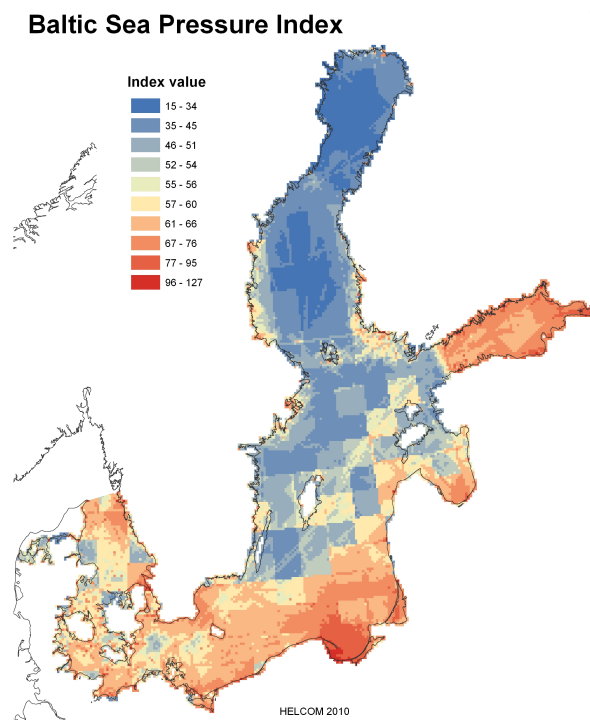 Baltic Sea Pressure Index
Index value
15 - 34
35 - 45
46 - 51
52 - 54
55 - 56
57 - 60
61 - 66
67 - 76
77 - 95
96 - 127
HELCOM 2010